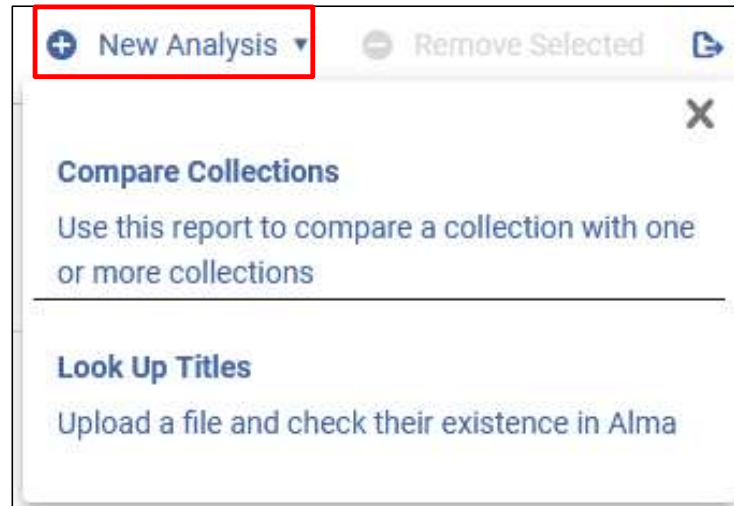 New Analysis
Remove Selected
Compare Collections
Use this report to compare a collection with one
or more collections
Look Up Titles
Upload a file and check their existence in Alma